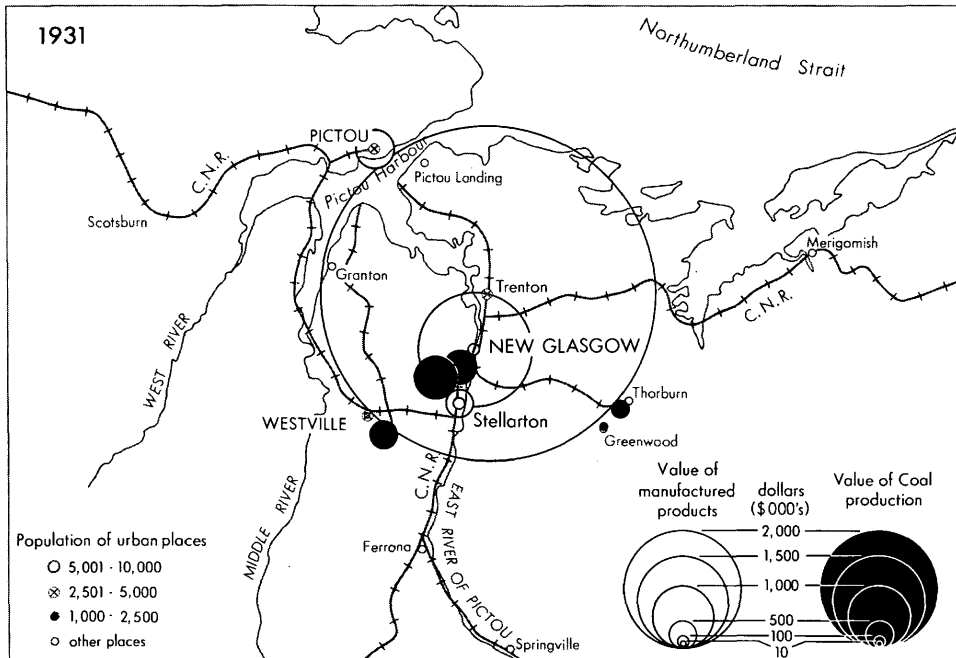 1931
Northumberland Strait
PICTOU
C.N.R.
Pictou Harbour
Pictou Landing
Scotsburn
Merigomish
Granton
Trenton
C.N.R.
NEW GLASGOW
WEST RIVER
Thorburn
WESTVILLE
Stellarton
Greenwood
MIDDLE RIVER
C.N.R.
EAST RIVER OF PICTOU
Ferrona
Springville
Population of urban places
5,001 - 10,000
2,501 - 5,000
1,000 - 2,500
other places
Value of
manufactured
products
dollars
($000's)
Value of Coal
production
2,000
1,500
1,000
500
100
10